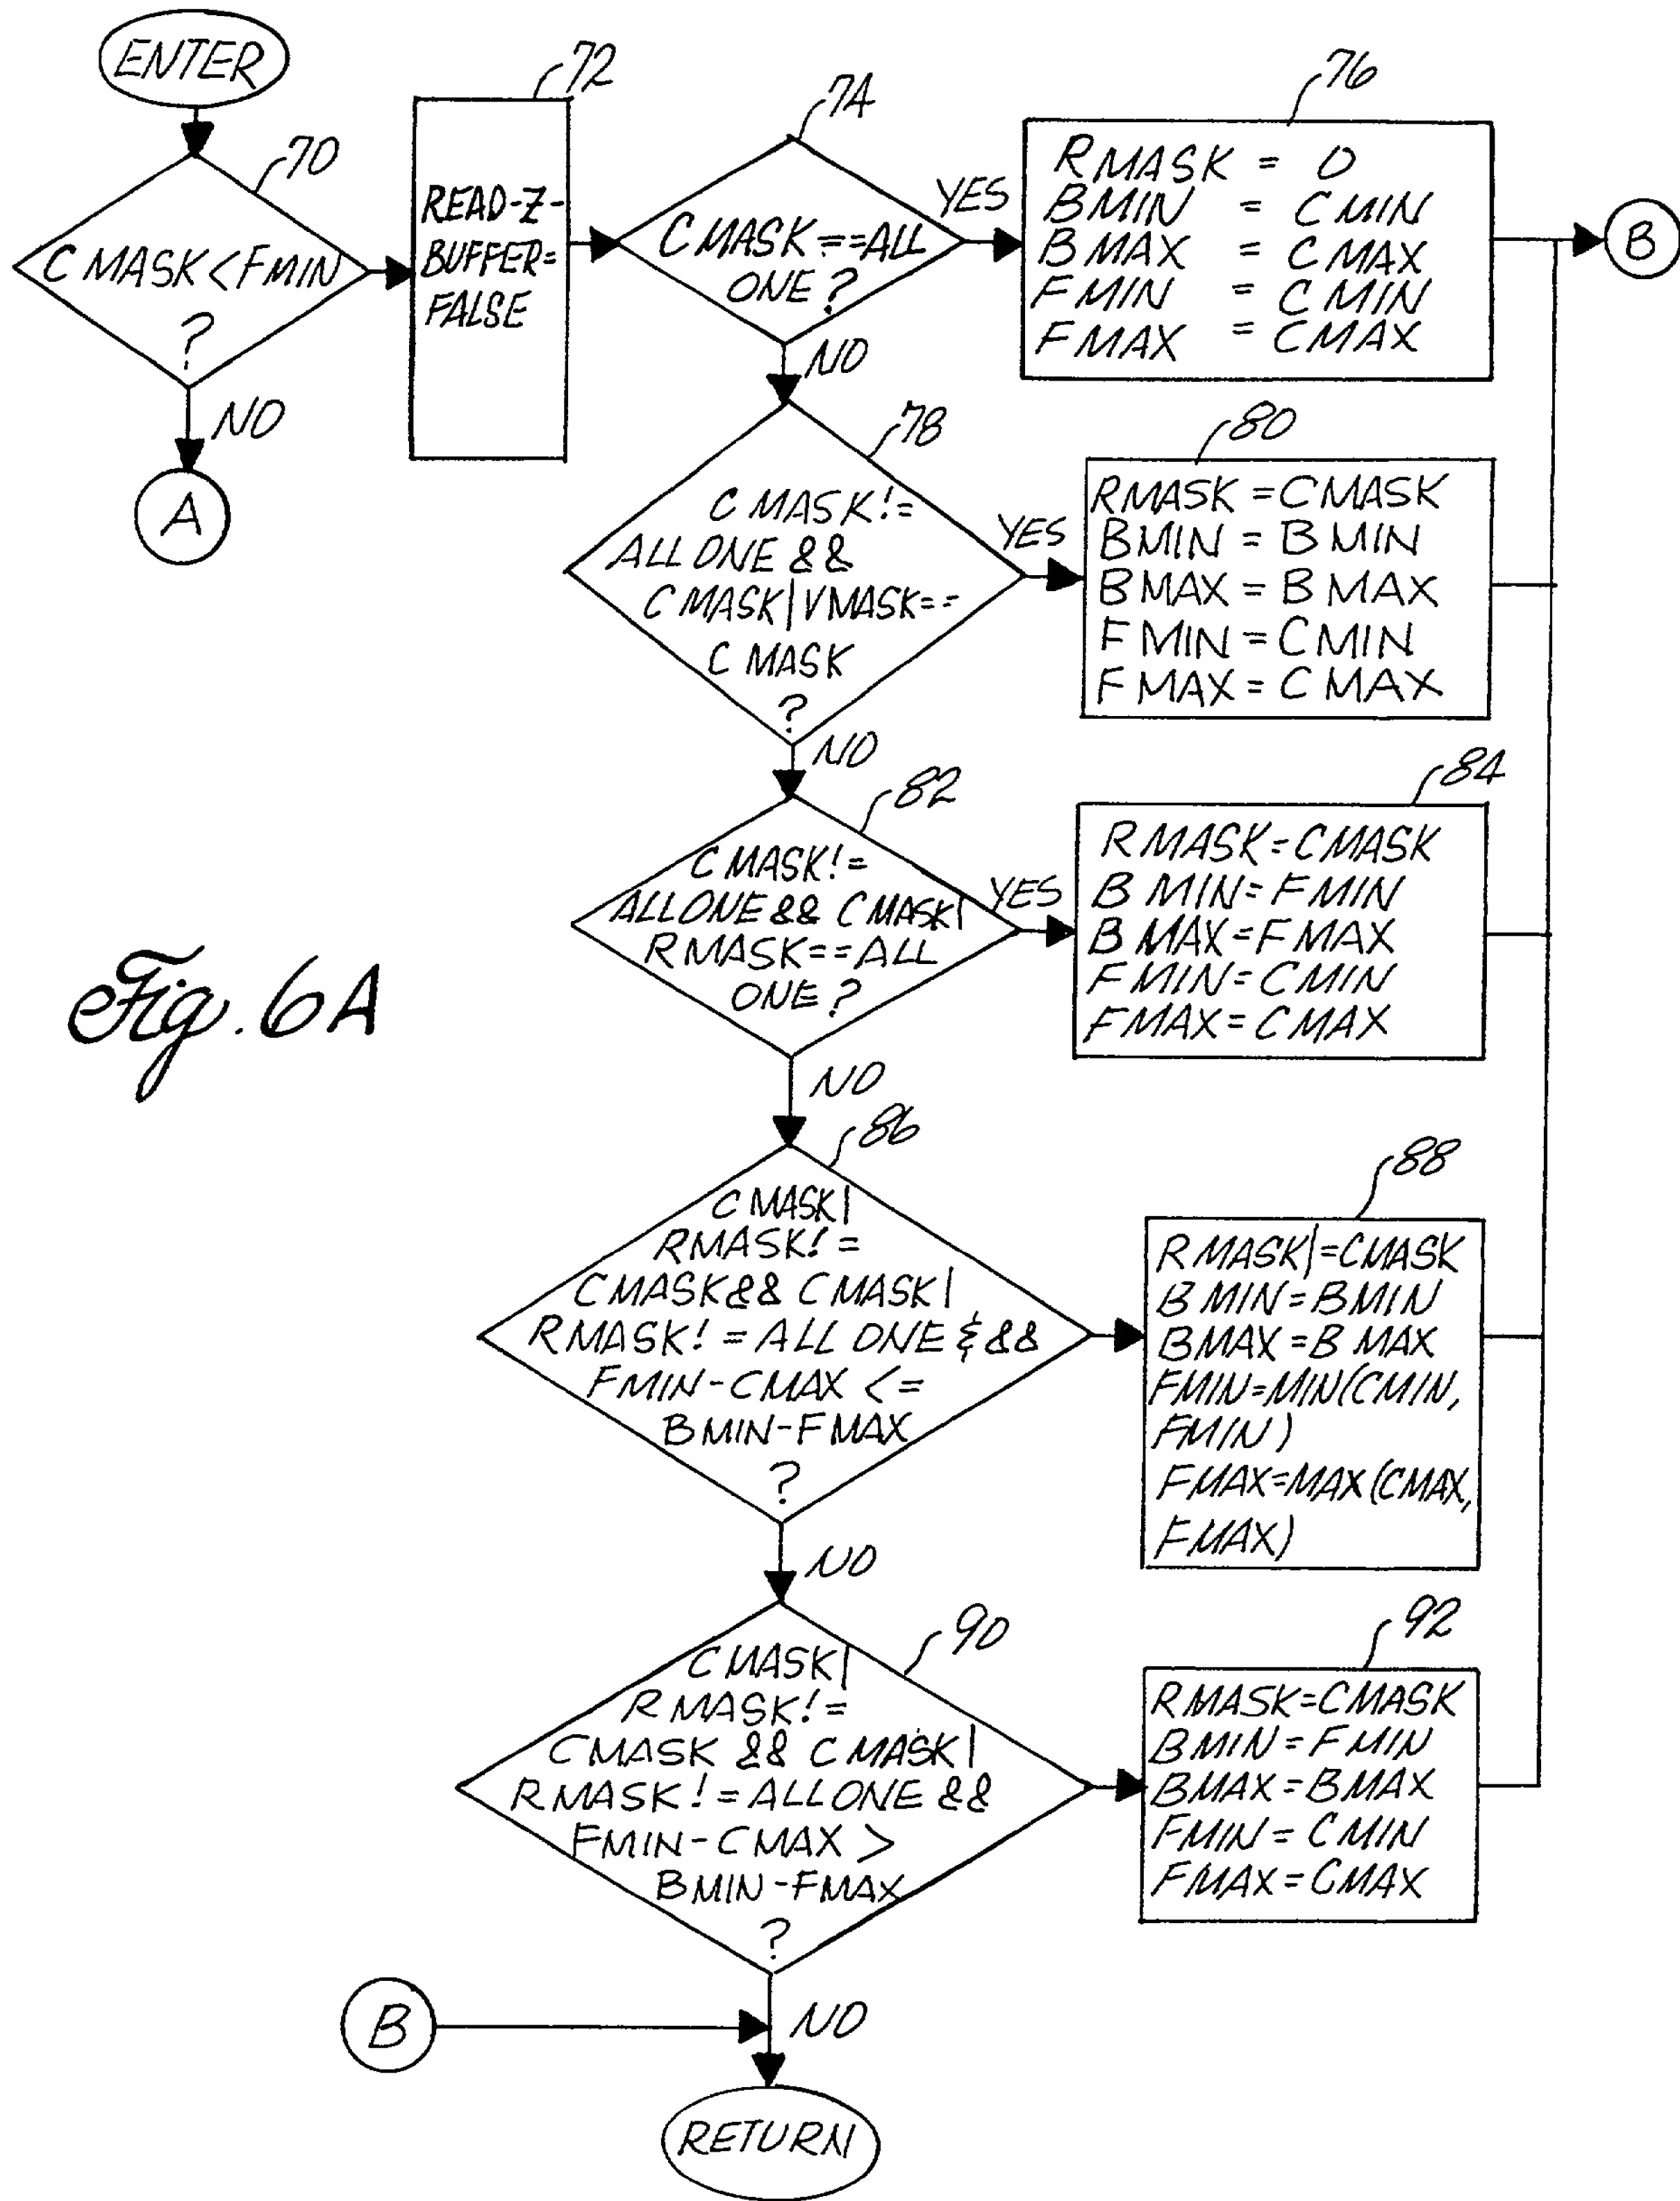 ENTER
70
C MASK < FMIN
?
NO
A
72
READ-Z-
BUFFER=
FALSE
74
C MASK ==ALL
ONE ?
YES
NO
76
RMASK = 0
BMIN = CMIN
BMAX = CMAX
FMIN = CMIN
FMAX = CMAX
B
78
C MASK !=
ALL ONE &&
C MASK | VMASK ==
C MASK
?
YES
NO
80
RMASK = CMASK
BMIN = BMIN
BMAX = BMAX
FMIN = CMIN
FMAX = CMAX
82
C MASK !=
ALL ONE && CMASK |
RMASK == ALL
ONE ?
YES
NO
84
RMASK = CMASK
BMIN = FMIN
BMAX = FMAX
FMIN = CMIN
FMAX = CMAX
Fig. 6A
86
C MASK |
RMASK! =
CMASK && CMASK |
RMASK! = ALL ONE & &&
FMIN - CMAX <=
BMIN - FMAX
?
NO
88
RMASK |= CMASK
BMIN = BMIN
BMAX = BMAX
FMIN = MIN (CMIN,
FMIN)
FMAX = MAX (CMAX,
FMAX)
90
C MASK |
RMASK! =
CMASK && CMASK |
RMASK! = ALL ONE &&
FMIN - CMAX >
BMIN - FMAX
?
NO
92
RMASK = CMASK
BMIN = FMIN
BMAX = BMAX
FMIN = CMIN
FMAX = CMAX
B
RETURN